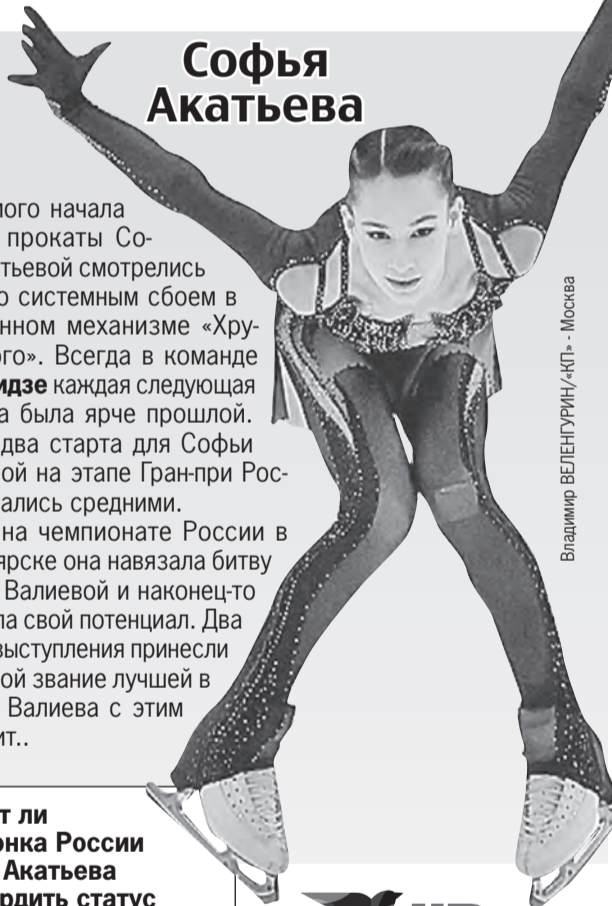 Софья
Акатьева
мого начала
прокаты Со-
тьевой смотрелись
о системным сбоем в
нном механизме «Хру-
ого». Всегда в команде
идзе каждая следующая
а была ярче прошлой.
два старта для Софьи
ой на этапе Гран-при Рос-
ались средними.
на чемпионате России в
ярске она навязала битву
Валиевой и наконец-то
ла свой потенциал. Два
выступления принесли
ой звание лучшей в
Валиева с этим
ит..
т ли
онка России
Акатьева
рдить статус
Владимир ВЕЛЕНГУРИН/«КП» - Москва